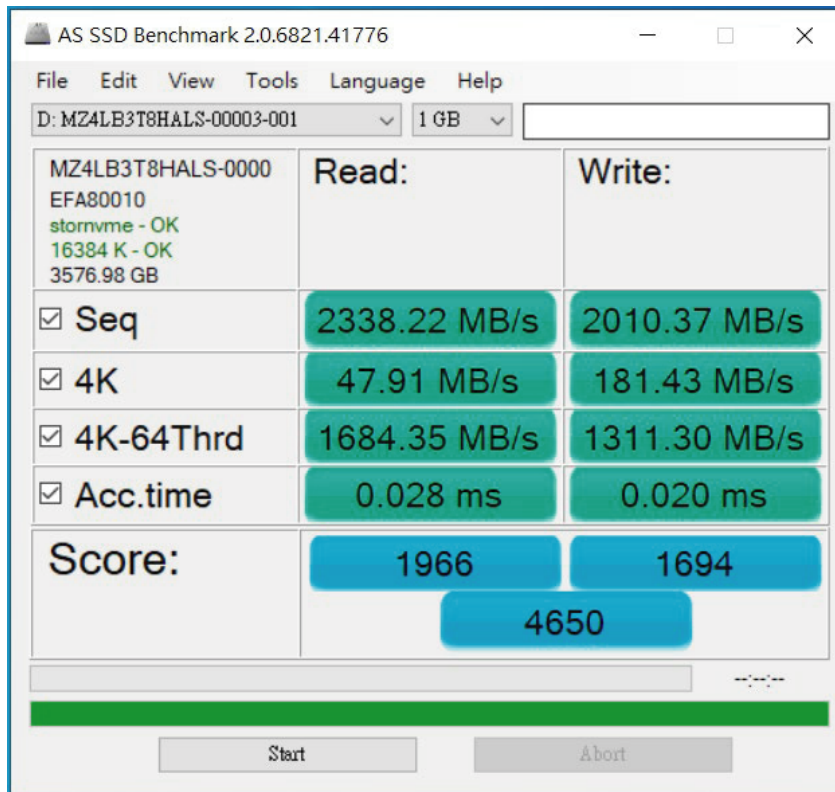 AS SSD Benchmark 2.0.6821.41776
File Edit View Tools Language Help
D: MZ4LB3T8HALS-00003-001 1 GB
MZ4LB3T8HALS-0000
EFA80010
stornvme - OK
16384 K - OK
3576.98 GB
Read: Write:
Seq 2338.22 MB/s 2010.37 MB/s
4K 47.91 MB/s 181.43 MB/s
4K-64Thrd 1684.35 MB/s 1311.30 MB/s
Acc.time 0.028 ms 0.020 ms
Score: 1966 1694
4650
--:--:--
Start Abort